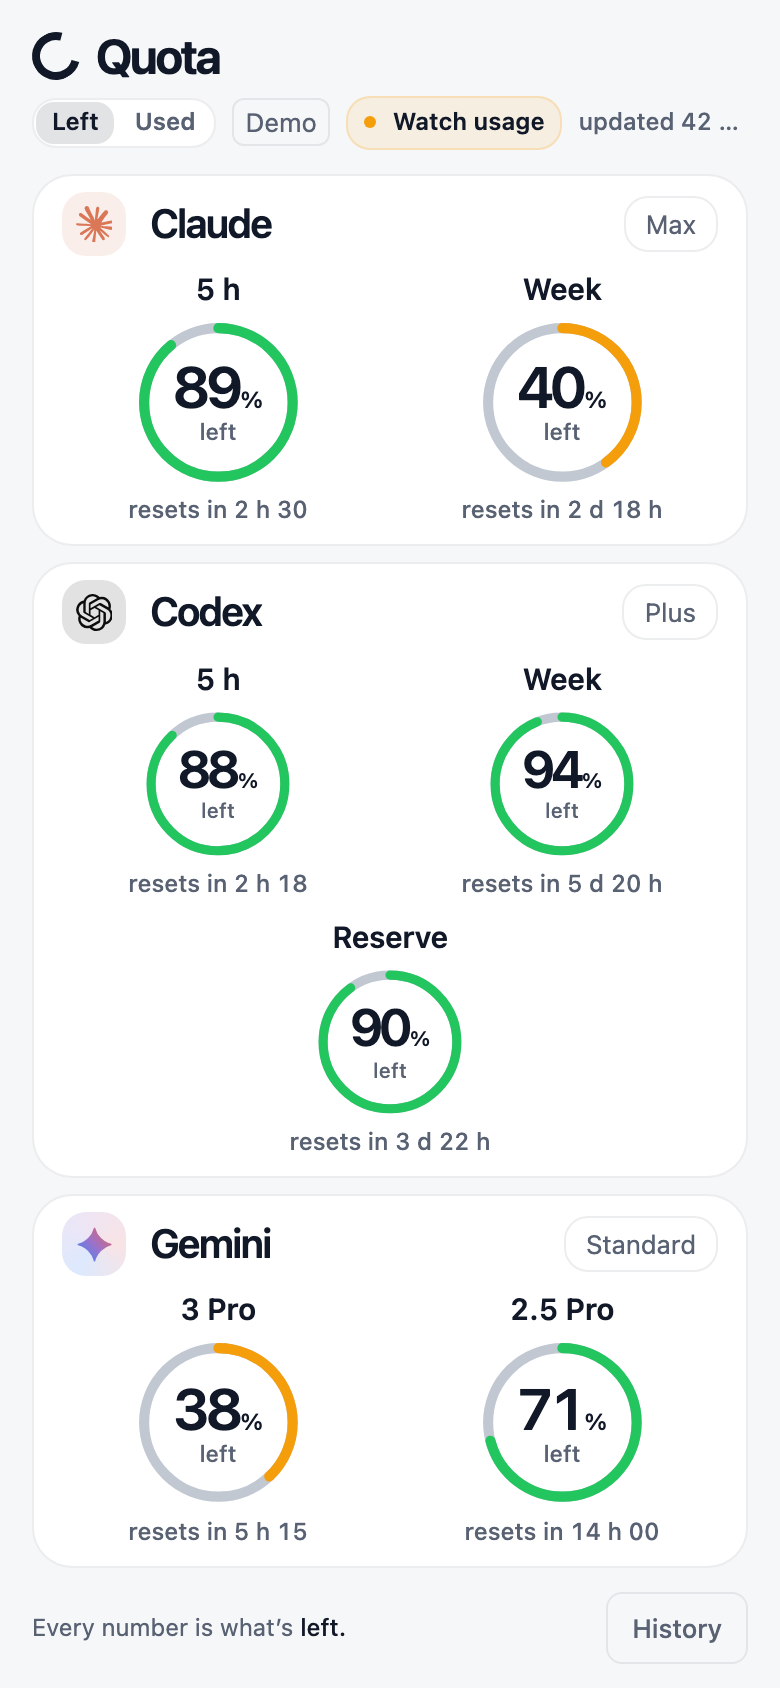 Quota
Left Used Demo Watch usage updated 42 ...
Claude Max
5 h Week
89% 40%
left left
resets in 2 h 30 resets in 2 d 18 h
Codex Plus
5 h Week
88% 94%
left left
resets in 2 h 18 resets in 5 d 20 h
Reserve
90%
left
resets in 3 d 22 h
Gemini Standard
3 Pro 2.5 Pro
38% 71%
left left
resets in 5 h 15 resets in 14 h 00
Every number is what’s left. History